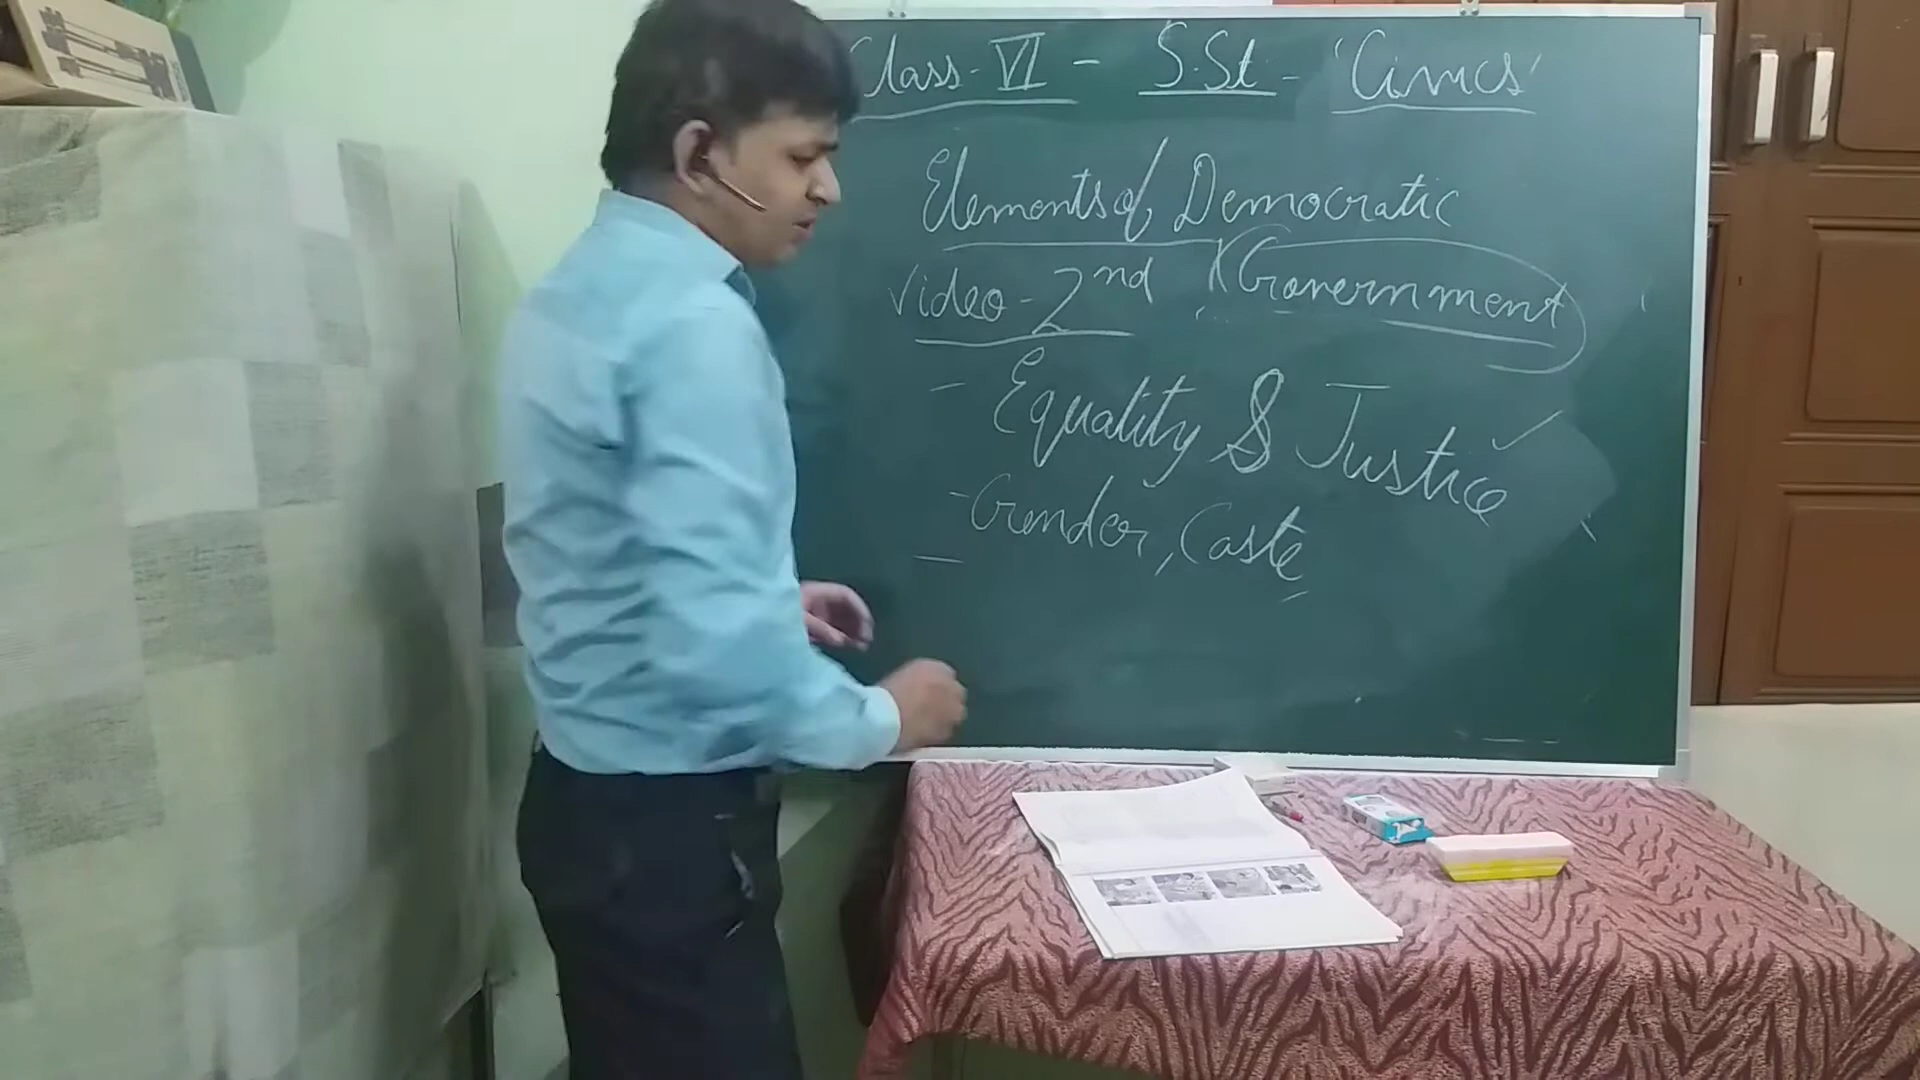 Class-VI - S.St - 'Civics'
Elements of Democratic
Video-2nd Government
- Equality & Justice ✓
- Gender, Caste